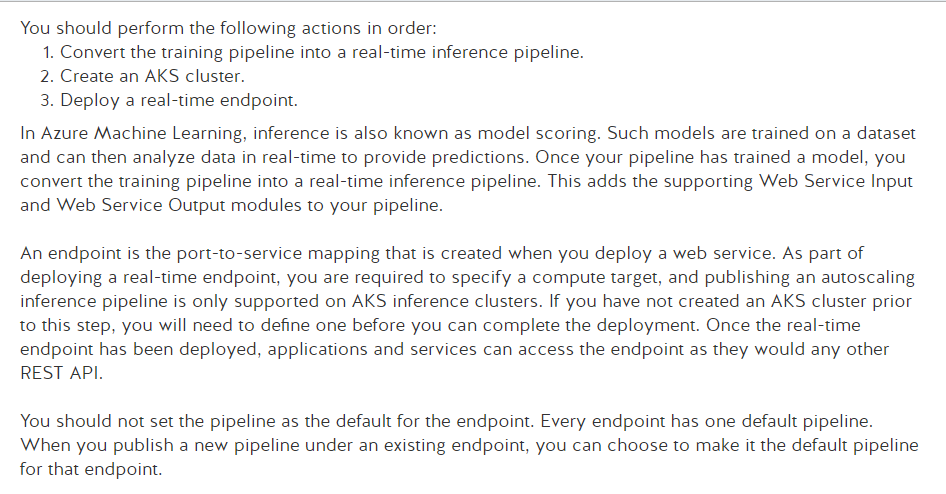 You should perform the following actions in order:
1. Convert the training pipeline into a real-time inference pipeline.
2. Create an AKS cluster.
3. Deploy a real-time endpoint.
In Azure Machine Learning, inference is also known as model scoring. Such models are trained on a dataset
and can then analyze data in real-time to provide predictions. Once your pipeline has trained a model, you
convert the training pipeline into a real-time inference pipeline. This adds the supporting Web Service Input
and Web Service Output modules to your pipeline.
An endpoint is the port-to-service mapping that is created when you deploy a web service. As part of
deploying a real-time endpoint, you are required to specify a compute target, and publishing an autoscaling
inference pipeline is only supported on AKS inference clusters. If you have not created an AKS cluster prior
to this step, you will need to define one before you can complete the deployment. Once the real-time
endpoint has been deployed, applications and services can access the endpoint as they would any other
REST API.
You should not set the pipeline as the default for the endpoint. Every endpoint has one default pipeline.
When you publish a new pipeline under an existing endpoint, you can choose to make it the default pipeline
for that endpoint.